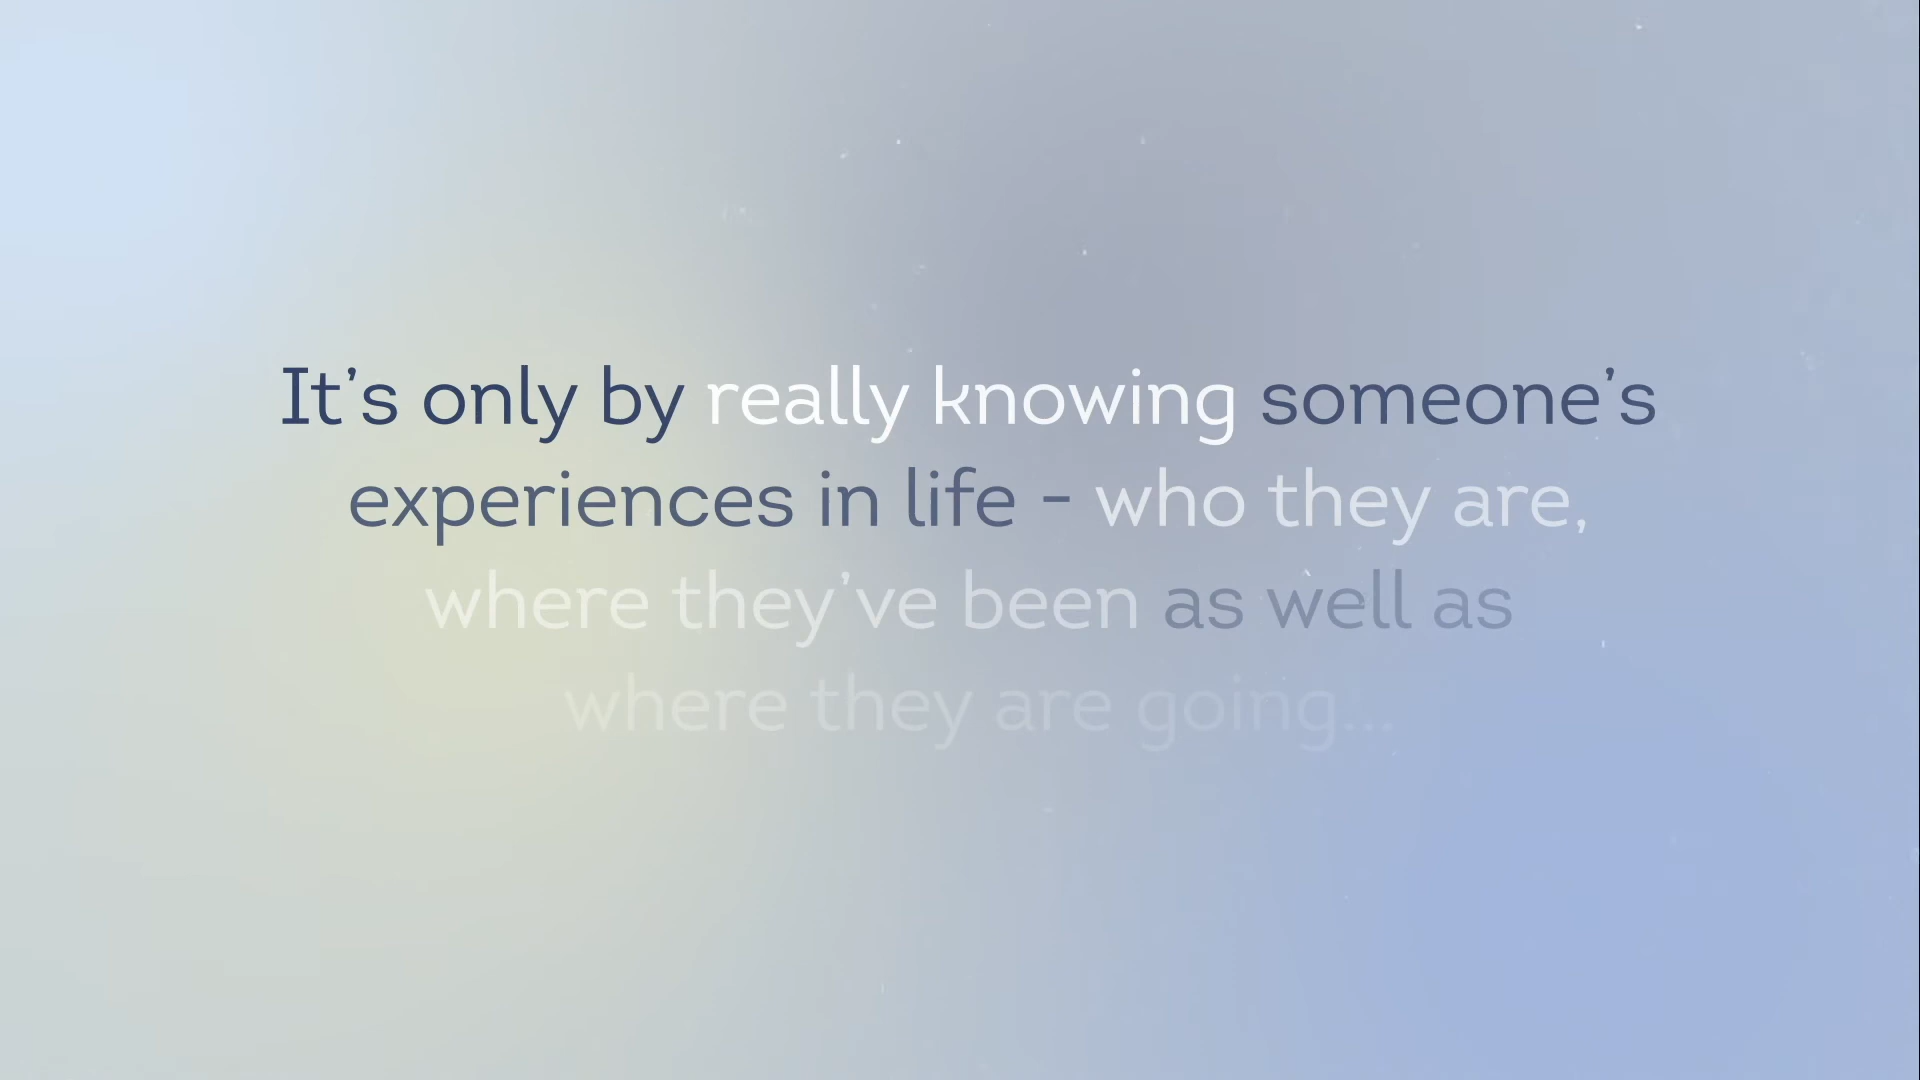 It's only by really knowing someone's
experiences in life - who they are,
where they've been as well as
where they are going...